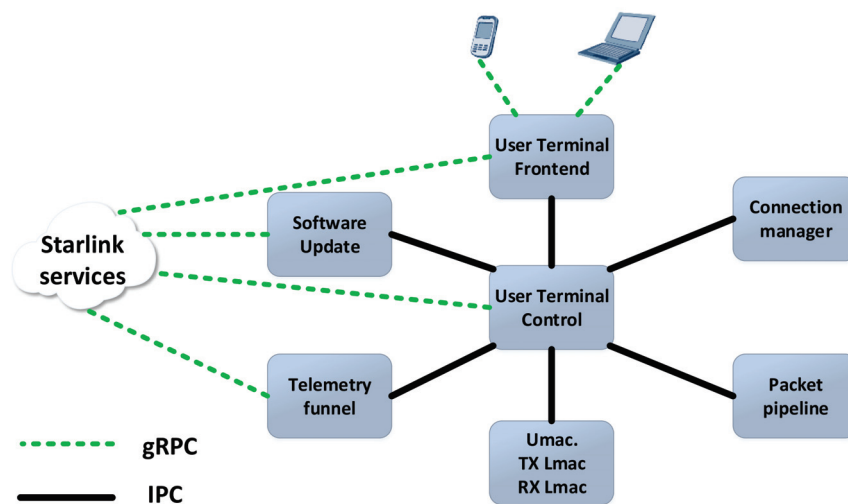 User Terminal
Frontend
Software
Update
Connection
manager
Starlink
services
User Terminal
Control
Telemetry
funnel
Packet
pipeline
Umac.
TX Lmac
RX Lmac
gRPC
IPC